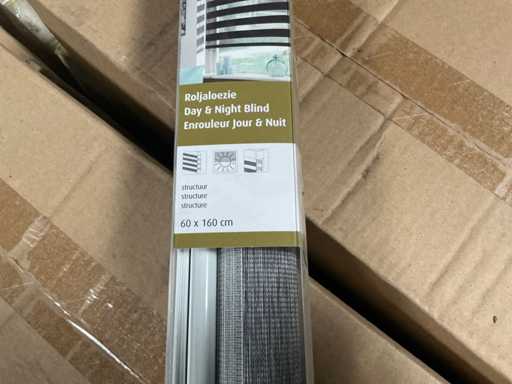 Roljaloezie
Day & Night Blind
Enrouleur Jour & Nuit
structuur
structure
structure
60 x 160 cm